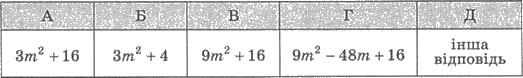 А Б В Г Д
3m² + 16 3m² + 4 9m² + 16 9m² − 48m + 16 інша
відповідь